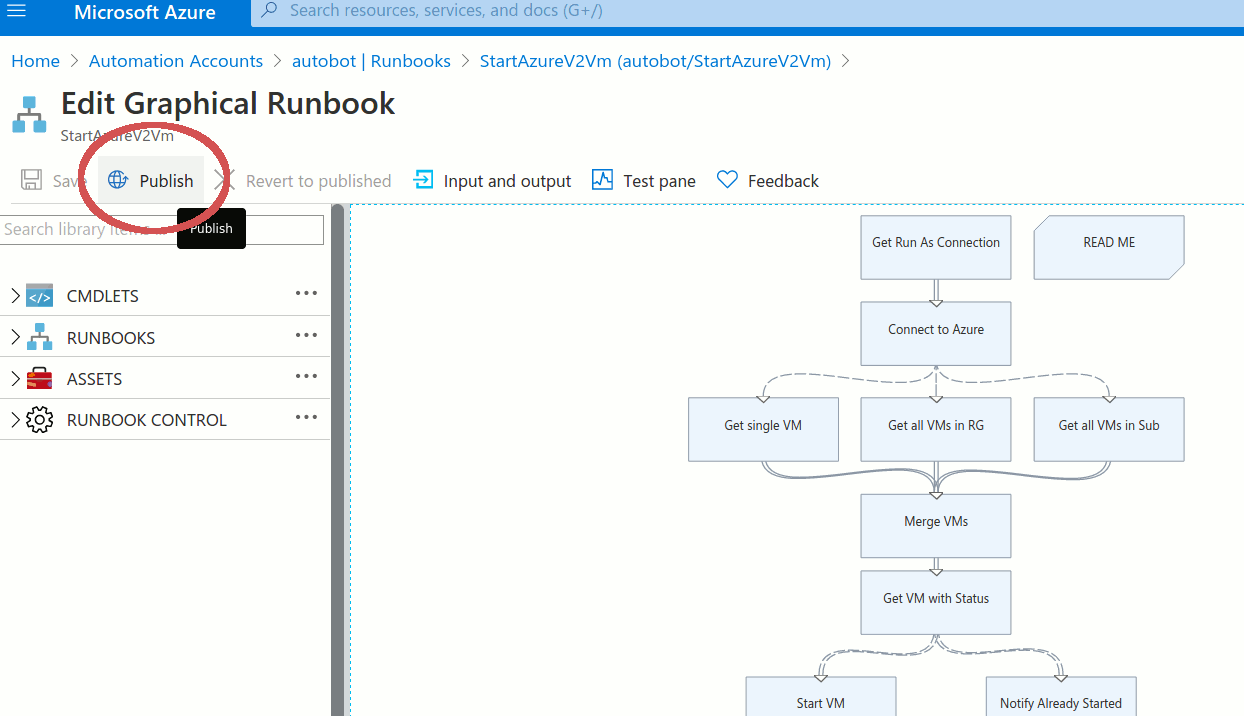 Microsoft Azure
Search resources, services, and docs (G+/)
Home > Automation Accounts > autobot | Runbooks > StartAzureV2Vm (autobot/StartAzureV2Vm) >
Edit Graphical Runbook
StartAzureV2Vm
Save Publish Revert to published Input and output Test pane Feedback
Search library items ...
Publish
CMDLETS ...
RUNBOOKS ...
ASSETS ...
RUNBOOK CONTROL ...
Get Run As Connection
READ ME
Connect to Azure
Get single VM
Get all VMs in RG
Get all VMs in Sub
Merge VMs
Get VM with Status
Start VM
Notify Already Started